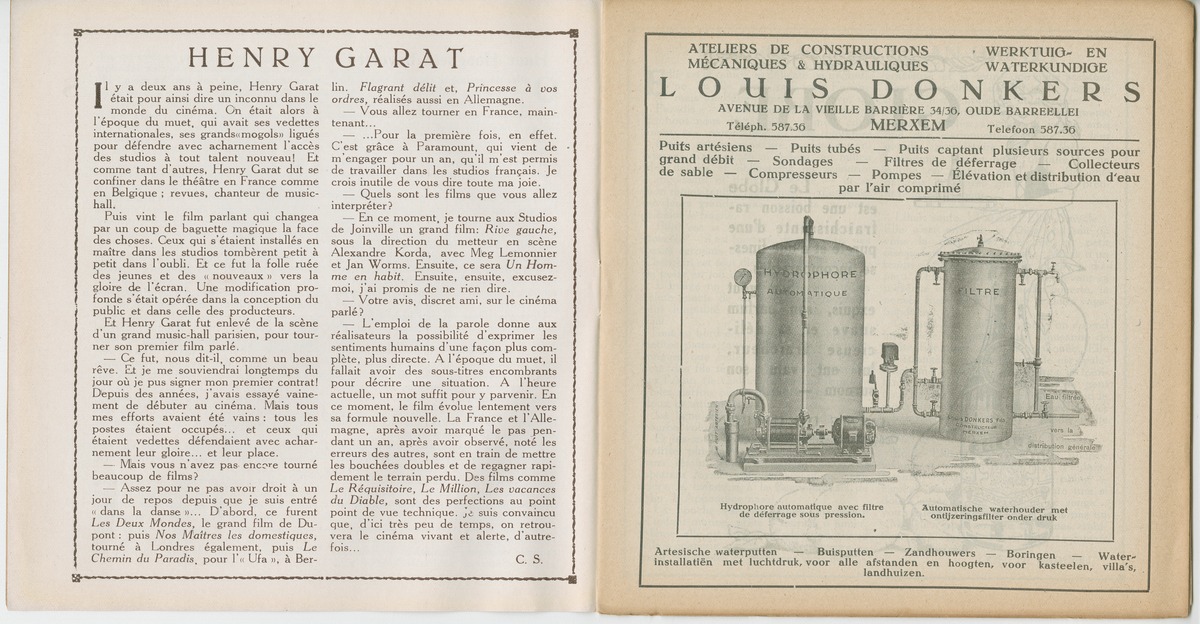 HENRY GARAT
Il y a deux ans à peine, Henry Garat
était pour ainsi dire un inconnu dans le
monde du cinéma. On était alors à
l'époque du muet, qui avait ses vedettes
internationales, ses grands«mogols» ligués
pour défendre avec acharnement l'accès
des studios à tout talent nouveau! Et
comme tant d'autres, Henry Garat dut se
confiner dans le théâtre en France comme
en Belgique ; revues, chanteur de music-
hall.
Puis vint le film parlant qui changea
par un coup de baguette magique la face
des choses. Ceux qui s'étaient installés en
maître dans les studios tombèrent petit à
petit dans l'oubli. Et ce fut la folle ruée
des jeunes et des « nouveaux » vers la
gloire de l'écran. Une modification pro-
fonde s'était opérée dans la conception du
public et dans celle des producteurs.
Et Henry Garat fut enlevé de la scène
d'un grand music-hall parisien, pour tour-
ner son premier film parlé.
— Ce fut, nous dit-il, comme un beau
rêve. Et je me souviendrai longtemps du
jour où je pus signer mon premier contrat!
Depuis des années, j'avais essayé vaine-
ment de débuter au cinéma. Mais tous
mes efforts avaient été vains : tous les
postes étaient occupés... et ceux qui
étaient vedettes défendaient avec achar-
nement leur gloire... et leur place.
— Mais vous n'avez pas encore tourné
beaucoup de films?
— Assez pour ne pas avoir droit à un
jour de repos depuis que je suis entré
« dans la danse »... D'abord, ce furent
Les Deux Mondes, le grand film de Du-
pont : puis Nos Maîtres les domestiques,
tourné à Londres également, puis Le
Chemin du Paradis, pour l'« Ufa », à Ber-
lin. Flagrant délit et, Princesse à vos
ordres, réalisés aussi en Allemagne.
— Vous allez tourner en France, main-
tenant...
— ...Pour la première fois, en effet.
C'est grâce à Paramount, qui vient de
m'engager pour un an, qu'il m'est permis
de travailler dans les studios français. Je
crois inutile de vous dire toute ma joie.
— Quels sont les films que vous allez
interpréter?
— En ce moment, je tourne aux Studios
de Joinville un grand film: Rive gauche,
sous la direction du metteur en scène
Alexandre Korda, avec Meg Lemonnier
et Jan Worms. Ensuite, ce sera Un Hom-
me en habit. Ensuite, ensuite, excusez-
moi, j'ai promis de ne rien dire.
— Votre avis, discret ami, sur le cinéma
parlé?
— L'emploi de la parole donne aux
réalisateurs la possibilité d'exprimer les
sentiments humains d'une façon plus com-
plète, plus directe. A l'époque du muet, il
fallait avoir des sous-titres encombrants
pour décrire une situation. A l'heure
actuelle, un mot suffit pour y parvenir. En
ce moment, le film évolue lentement vers
sa formule nouvelle. La France et l'Alle-
magne, après avoir marqué le pas pen-
dant un an, après avoir observé, noté les
erreurs des autres, sont en train de mettre
les bouchées doubles et de regagner rapi-
dement le terrain perdu. Des films comme
Le Réquisitoire, Le Million, Les vacances
du Diable, sont des perfections au point
point de vue technique. je suis convaincu
que, d'ici très peu de temps, on retrou-
vera le cinéma vivant et alerte, d'autre-
fois...
C. S.
ATELIERS DE CONSTRUCTIONS
MÉCANIQUES & HYDRAULIQUES
WERKTUIG- EN
WATERKUNDIGE
LOUIS DONKERS
AVENUE DE LA VIEILLE BARRIÈRE 34/36, OUDE BARREELLEI
Téléph. 587.36 MERXEM Telefoon 587.36
Puits artésiens — Puits tubés — Puits captant plusieurs sources pour
grand débit — Sondages — Filtres de déferrage — Collecteurs
de sable — Compresseurs — Pompes — Élévation et distribution d'eau
par l'air comprimé
HYDROPHORE
AUTOMATIQUE
FILTRE
Eau filtrée
vers la
distribution générale
DONKERS
CONSTRUCTEUR
MERXEM
Hydrophore automatique avec filtre
de déferrage sous pression.
Automatische waterhouder met
ontijzeringsfilter onder druk
Artesische waterputten — Buisputten — Zandhouwers — Boringen — Water-
installatiën met luchtdruk, voor alle afstanden en hoogten, voor kasteelen, villa's,
landhuizen.